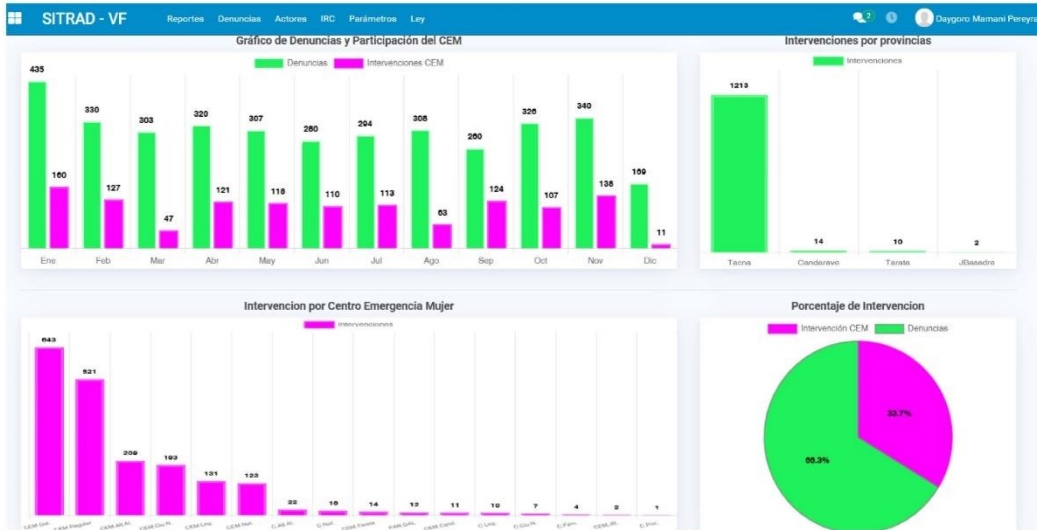 SITRAD - VF Reportes Denuncias Actores IRC Parámetros Ley 2 Daygoro Mamani Pereyra
Gráfico de Denuncias y Participación del CEM
Denuncias Intervenciones CEM
435 330 303 320 307 280 294 308 260 326 340 169
160 127 47 121 118 110 113 63 124 107 138 11
Ene Feb Mar Abr May Jun Jul Ago Sep Oct Nov Dic
Intervenciones por provincias
Intervenciones
1213 14 10 2
Tacna Candarave Tarata JBasadre
Intervencion por Centro Emergencia Mujer
Intervenciones
643 521 209 193 131 123 22 14 12 11 10 7 4 2 1
Porcentaje de Intervencion
Intervención CEM Denuncias
33.7%
66.3%